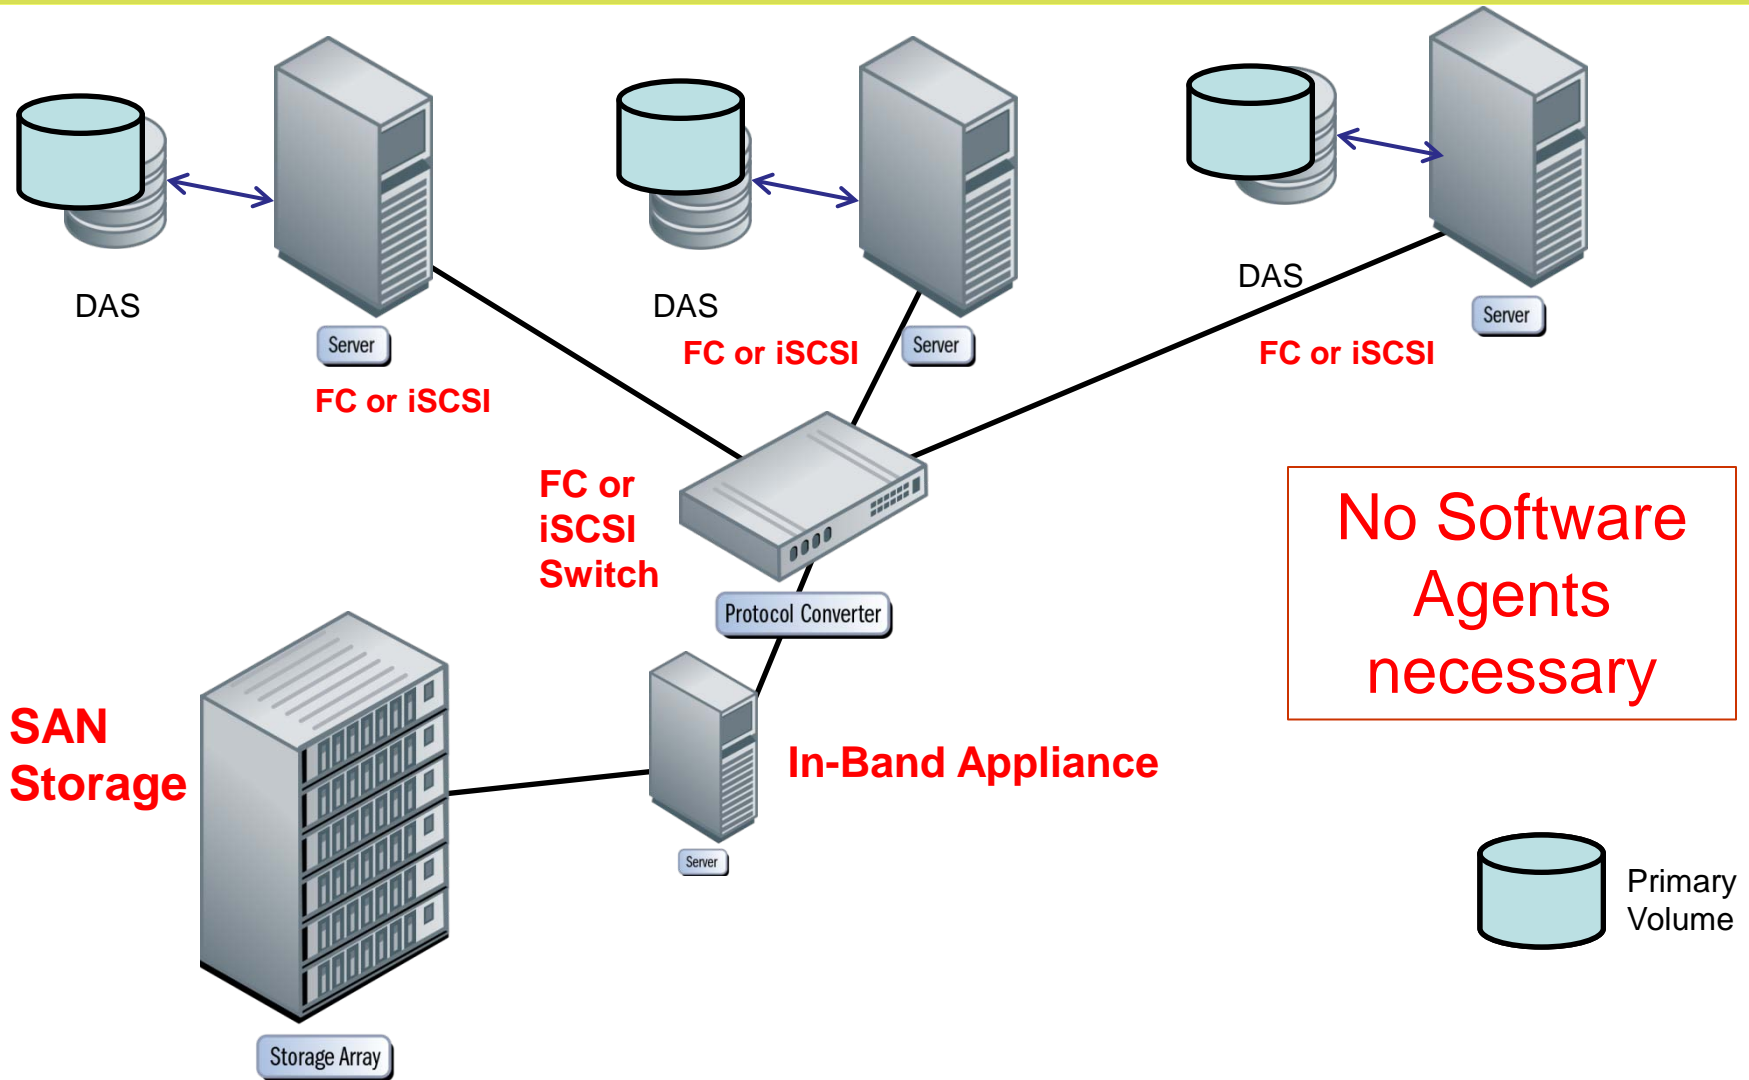 DAS
Server
FC or iSCSI
DAS
FC or iSCSI
Server
DAS
Server
FC or iSCSI
FC or
iSCSI
Switch
Protocol Converter
No Software
Agents
necessary
SAN
Storage
Storage Array
In-Band Appliance
Server
Primary
Volume